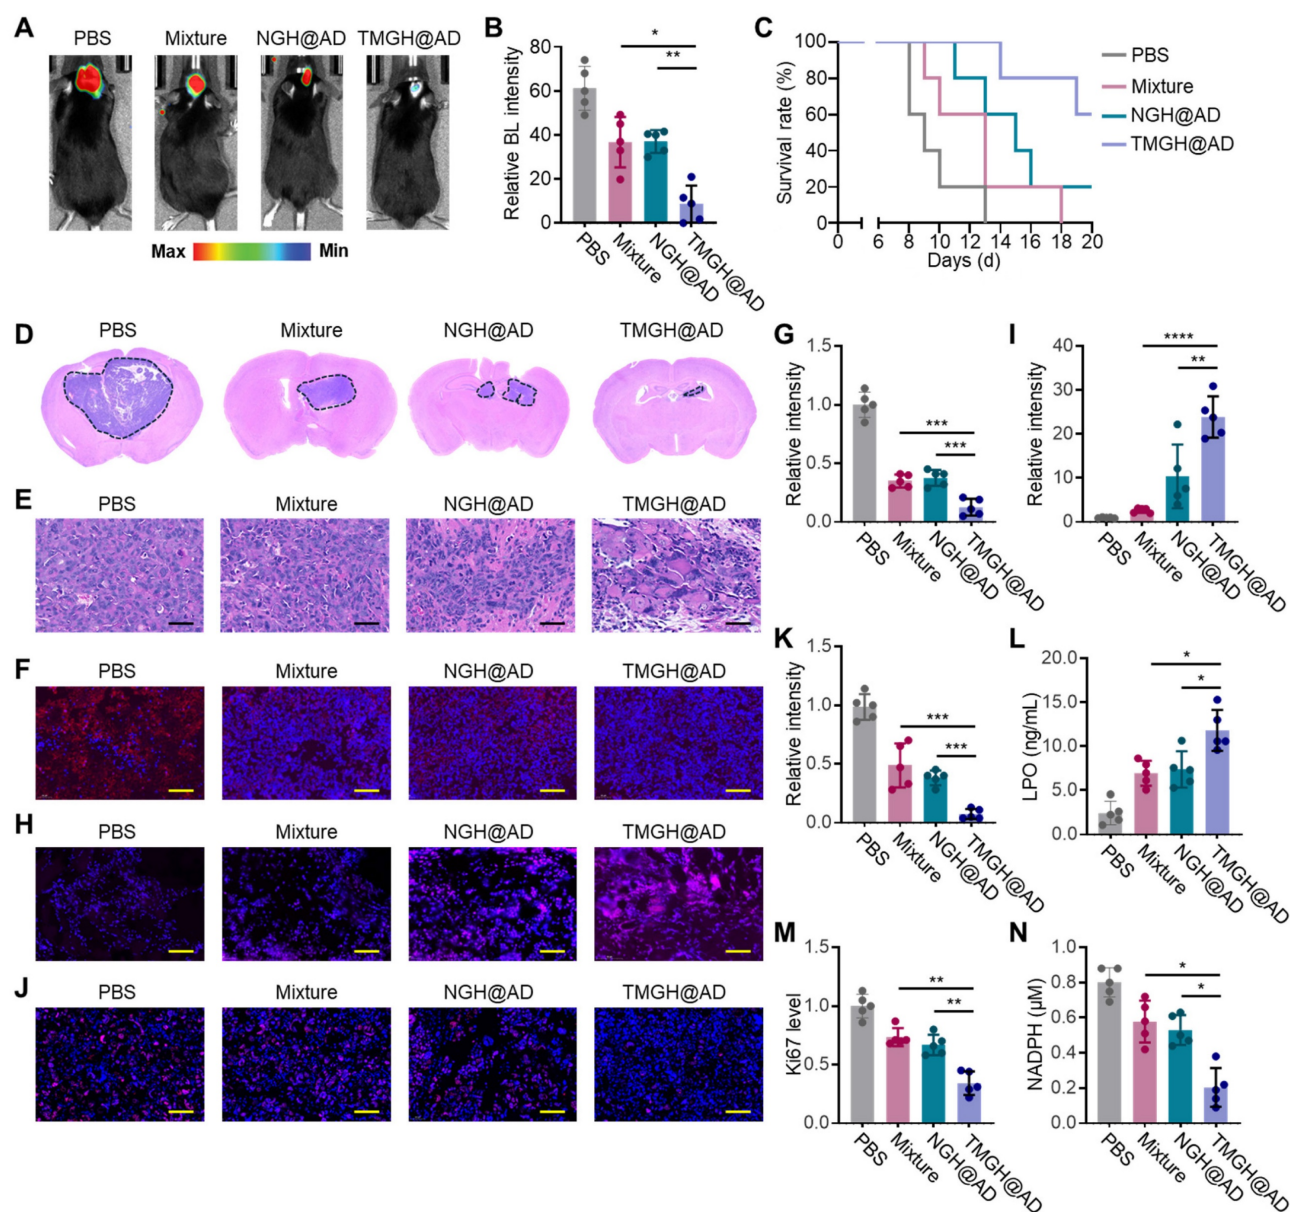 A
PBS
Mixture
NGH@AD
TMGH@AD
Max
Min
B
Relative BL intensity
80
60
40
20
0
*
**
PBS
Mixture
NGH@AD
TMGH@AD
C
Survival rate (%)
100
80
60
40
20
0
0
6
8
10
12
14
16
18
20
Days (d)
PBS
Mixture
NGH@AD
TMGH@AD
D
PBS
Mixture
NGH@AD
TMGH@AD
E
PBS
Mixture
NGH@AD
TMGH@AD
F
PBS
Mixture
NGH@AD
TMGH@AD
H
PBS
Mixture
NGH@AD
TMGH@AD
J
PBS
Mixture
NGH@AD
TMGH@AD
G
Relative intensity
1.5
1.0
0.5
0.0
***
***
PBS
Mixture
NGH@AD
TMGH@AD
I
Relative intensity
40
30
20
10
0
****
**
PBS
Mixture
NGH@AD
TMGH@AD
K
Relative intensity
1.5
1.0
0.5
0.0
***
***
PBS
Mixture
NGH@AD
TMGH@AD
L
LPO (ng/mL)
20.0
15.0
10.0
5.0
0.0
*
*
PBS
Mixture
NGH@AD
TMGH@AD
M
Ki67 level
1.5
1.0
0.5
0.0
**
**
PBS
Mixture
NGH@AD
TMGH@AD
N
NADPH (μM)
1.0
0.8
0.6
0.4
0.2
0.0
*
*
PBS
Mixture
NGH@AD
TMGH@AD